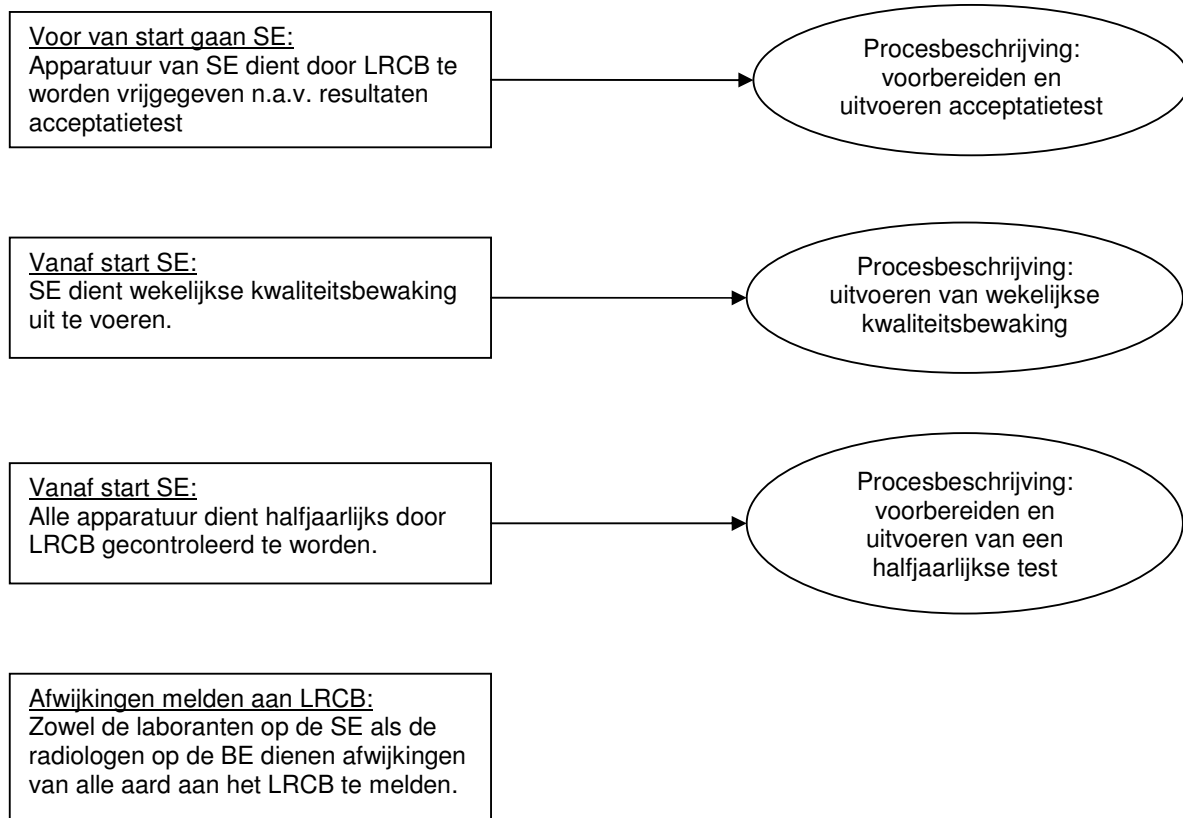 Voor van start gaan SE:
Apparatuur van SE dient door LRCB te
worden vrijgegeven n.a.v. resultaten
acceptatietest
Procesbeschrijving:
voorbereiden en
uitvoeren acceptatietest
Vanaf start SE:
SE dient wekelijkse kwaliteitsbewaking
uit te voeren.
Procesbeschrijving:
uitvoeren van wekelijkse
kwaliteitsbewaking
Vanaf start SE:
Alle apparatuur dient halfjaarlijks door
LRCB gecontroleerd te worden.
Procesbeschrijving:
voorbereiden en
uitvoeren van een
halfjaarlijkse test
Afwijkingen melden aan LRCB:
Zowel de laboranten op de SE als de
radiologen op de BE dienen afwijkingen
van alle aard aan het LRCB te melden.